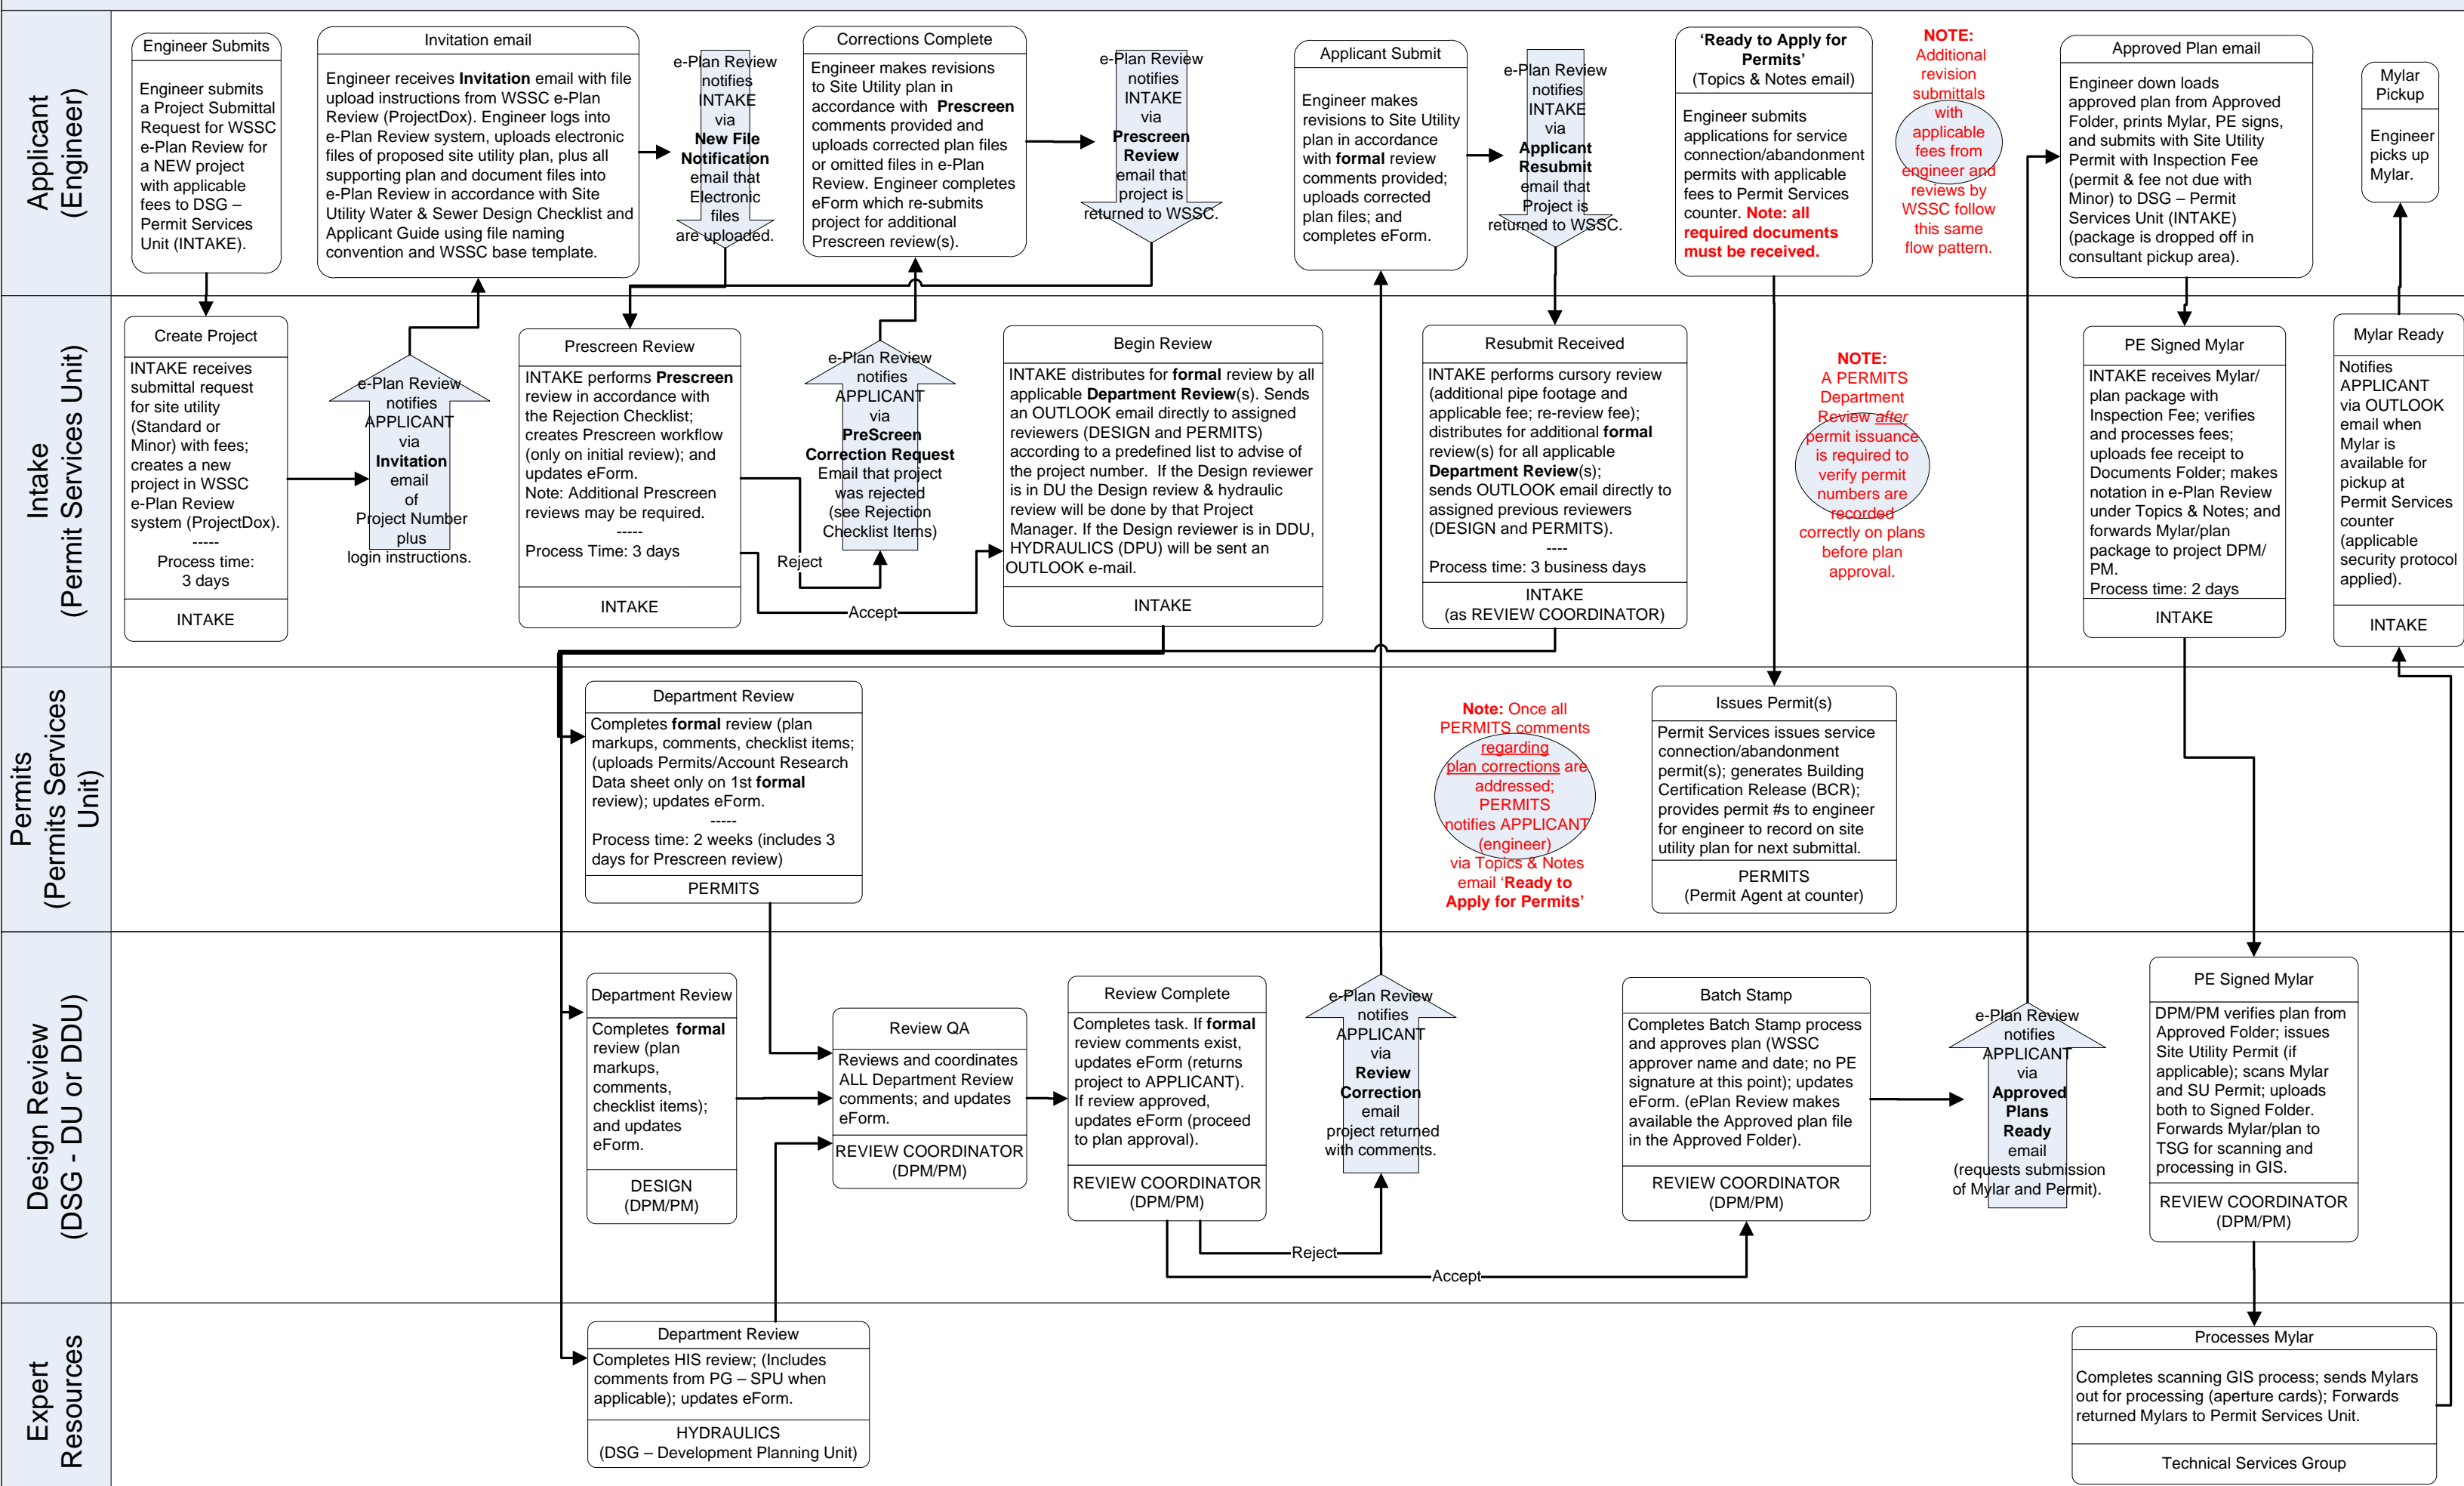 Applicant
(Engineer)
Engineer Submits
Engineer submits
a Project Submittal
Request for WSSC
e-Plan Review for
a NEW project
with applicable
fees to DSG –
Permit Services
Unit (INTAKE).
Invitation email
Engineer receives Invitation email with file
upload instructions from WSSC e-Plan
Review (ProjectDox). Engineer logs into
e-Plan Review system, uploads electronic
files of proposed site utility plan, plus all
supporting plan and document files into
e-Plan Review in accordance with Site
Utility Water & Sewer Design Checklist and
Applicant Guide using file naming
convention and WSSC base template.
e-Plan Review
notifies
INTAKE
via
New File
Notification
email that
Electronic
files
are uploaded.
Corrections Complete
Engineer makes revisions
to Site Utility plan in
accordance with Prescreen
comments provided and
uploads corrected plan files
or omitted files in e-Plan
Review. Engineer completes
eForm which re-submits
project for additional
Prescreen review(s).
e-Plan Review
notifies
INTAKE
via
Prescreen
Review
email that
project is
returned to WSSC.
Applicant Submit
Engineer makes
revisions to Site Utility
plan in accordance
with formal review
comments provided;
uploads corrected
plan files; and
completes eForm.
e-Plan Review
notifies
INTAKE
via
Applicant
Resubmit
email that
Project is
returned to WSSC.
‘Ready to Apply for
Permits’
(Topics & Notes email)
Engineer submits
applications for service
connection/abandonment
permits with applicable
fees to Permit Services
counter. Note: all
required documents
must be received.
NOTE:
Additional
revision
submittals
with
applicable
fees from
engineer and
reviews by
WSSC follow
this same
flow pattern.
Approved Plan email
Engineer down loads
approved plan from Approved
Folder, prints Mylar, PE signs,
and submits with Site Utility
Permit with Inspection Fee
(permit & fee not due with
Minor) to DSG – Permit
Services Unit (INTAKE)
(package is dropped off in
consultant pickup area).
Mylar
Pickup
Engineer
picks up
Mylar.
Intake
(Permit Services Unit)
Create Project
INTAKE receives
submittal request
for site utility
(Standard or
Minor) with fees;
creates a new
project in WSSC
e-Plan Review
system (ProjectDox).
-----
Process time:
3 days
INTAKE
e-Plan Review
notifies
APPLICANT
via
Invitation
email
of
Project Number
plus
login instructions.
Prescreen Review
INTAKE performs Prescreen
review in accordance with
the Rejection Checklist;
creates Prescreen workflow
(only on initial review); and
updates eForm.
Note: Additional Prescreen
reviews may be required.
-----
Process Time: 3 days
INTAKE
Reject
Accept
e-Plan Review
notifies
APPLICANT
via
PreScreen
Correction Request
Email that project
was rejected
(see Rejection
Checklist Items)
Begin Review
INTAKE distributes for formal review by all
applicable Department Review(s). Sends
an OUTLOOK email directly to assigned
reviewers (DESIGN and PERMITS)
according to a predefined list to advise of
the project number. If the Design reviewer
is in DU the Design review & hydraulic
review will be done by that Project
Manager. If the Design reviewer is in DDU,
HYDRAULICS (DPU) will be sent an
OUTLOOK e-mail.
INTAKE
Resubmit Received
INTAKE performs cursory review
(additional pipe footage and
applicable fee; re-review fee);
distributes for additional formal
review(s) for all applicable
Department Review(s);
sends OUTLOOK email directly to
assigned previous reviewers
(DESIGN and PERMITS).
----
Process time: 3 business days
INTAKE
(as REVIEW COORDINATOR)
NOTE:
A PERMITS
Department
Review after
permit issuance
is required to
verify permit
numbers are
recorded
correctly on plans
before plan
approval.
PE Signed Mylar
INTAKE receives Mylar/
plan package with
Inspection Fee; verifies
and processes fees;
uploads fee receipt to
Documents Folder; makes
notation in e-Plan Review
under Topics & Notes; and
forwards Mylar/plan
package to project DPM/
PM.
Process time: 2 days
INTAKE
Mylar Ready
Notifies
APPLICANT
via OUTLOOK
email when
Mylar is
available for
pickup at
Permit Services
counter
(applicable
security protocol
applied).
INTAKE
Permits
(Permits Services
Unit)
Department Review
Completes formal review (plan
markups, comments, checklist items;
(uploads Permits/Account Research
Data sheet only on 1st formal
review); updates eForm.
-----
Process time: 2 weeks (includes 3
days for Prescreen review)
PERMITS
Note: Once all
PERMITS comments
regarding
plan corrections are
addressed;
PERMITS
notifies APPLICANT
(engineer)
via Topics & Notes
email ‘Ready to
Apply for Permits’
Issues Permit(s)
Permit Services issues service
connection/abandonment
permit(s); generates Building
Certification Release (BCR);
provides permit #s to engineer
for engineer to record on site
utility plan for next submittal.
PERMITS
(Permit Agent at counter)
Design Review
(DSG - DU or DDU)
Department Review
Completes formal
review (plan
markups,
comments,
checklist items);
and updates
eForm.
DESIGN
(DPM/PM)
Review QA
Reviews and coordinates
ALL Department Review
comments; and updates
eForm.
REVIEW COORDINATOR
(DPM/PM)
Review Complete
Completes task. If formal
review comments exist,
updates eForm (returns
project to APPLICANT).
If review approved,
updates eForm (proceed
to plan approval).
REVIEW COORDINATOR
(DPM/PM)
Reject
Accept
e-Plan Review
notifies
APPLICANT
via
Review
Correction
email
project returned
with comments.
Batch Stamp
Completes Batch Stamp process
and approves plan (WSSC
approver name and date; no PE
signature at this point); updates
eForm. (ePlan Review makes
available the Approved plan file
in the Approved Folder).
REVIEW COORDINATOR
(DPM/PM)
e-Plan Review
notifies
APPLICANT
via
Approved
Plans
Ready
email
(requests submission
of Mylar and Permit).
PE Signed Mylar
DPM/PM verifies plan from
Approved Folder; issues
Site Utility Permit (if
applicable); scans Mylar
and SU Permit; uploads
both to Signed Folder.
Forwards Mylar/plan to
TSG for scanning and
processing in GIS.
REVIEW COORDINATOR
(DPM/PM)
Expert
Resources
Department Review
Completes HIS review; (Includes
comments from PG – SPU when
applicable); updates eForm.
HYDRAULICS
(DSG – Development Planning Unit)
Processes Mylar
Completes scanning GIS process; sends Mylars
out for processing (aperture cards); Forwards
returned Mylars to Permit Services Unit.
Technical Services Group